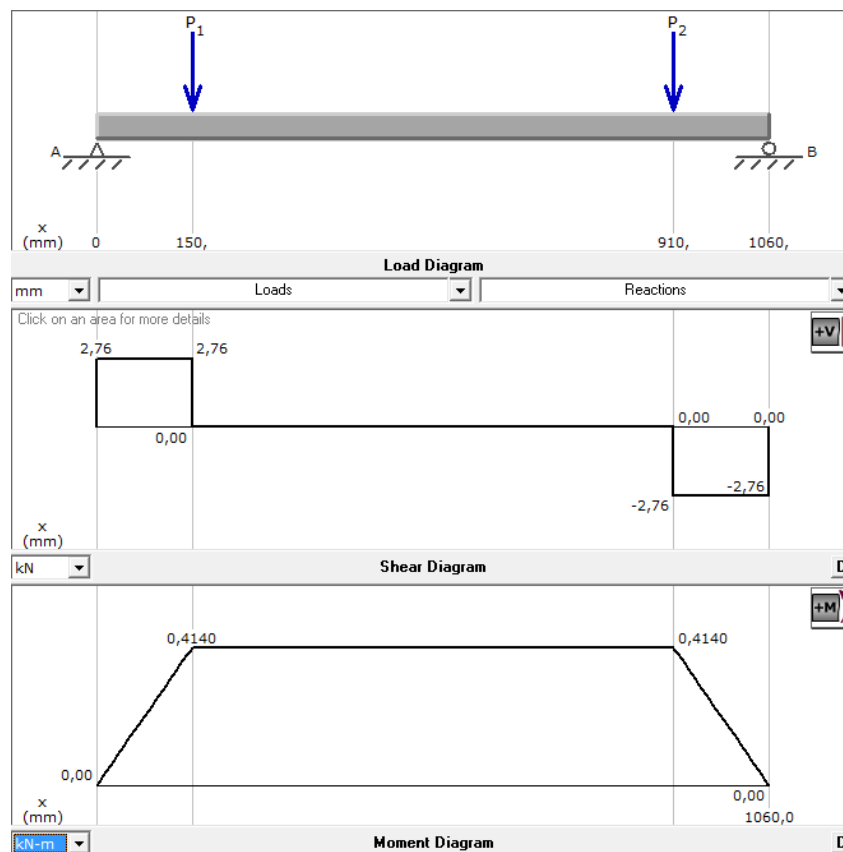 P1 P2
A B
x
(mm) 0 150, 910, 1060,
Load Diagram
mm Loads Reactions
Click on an area for more details
+V
2,76 2,76
0,00 0,00
0,00
-2,76
-2,76
x
(mm)
kN Shear Diagram D
+M
0,4140 0,4140
0,00
0,00
x
(mm) 1060,0
kN-m Moment Diagram D